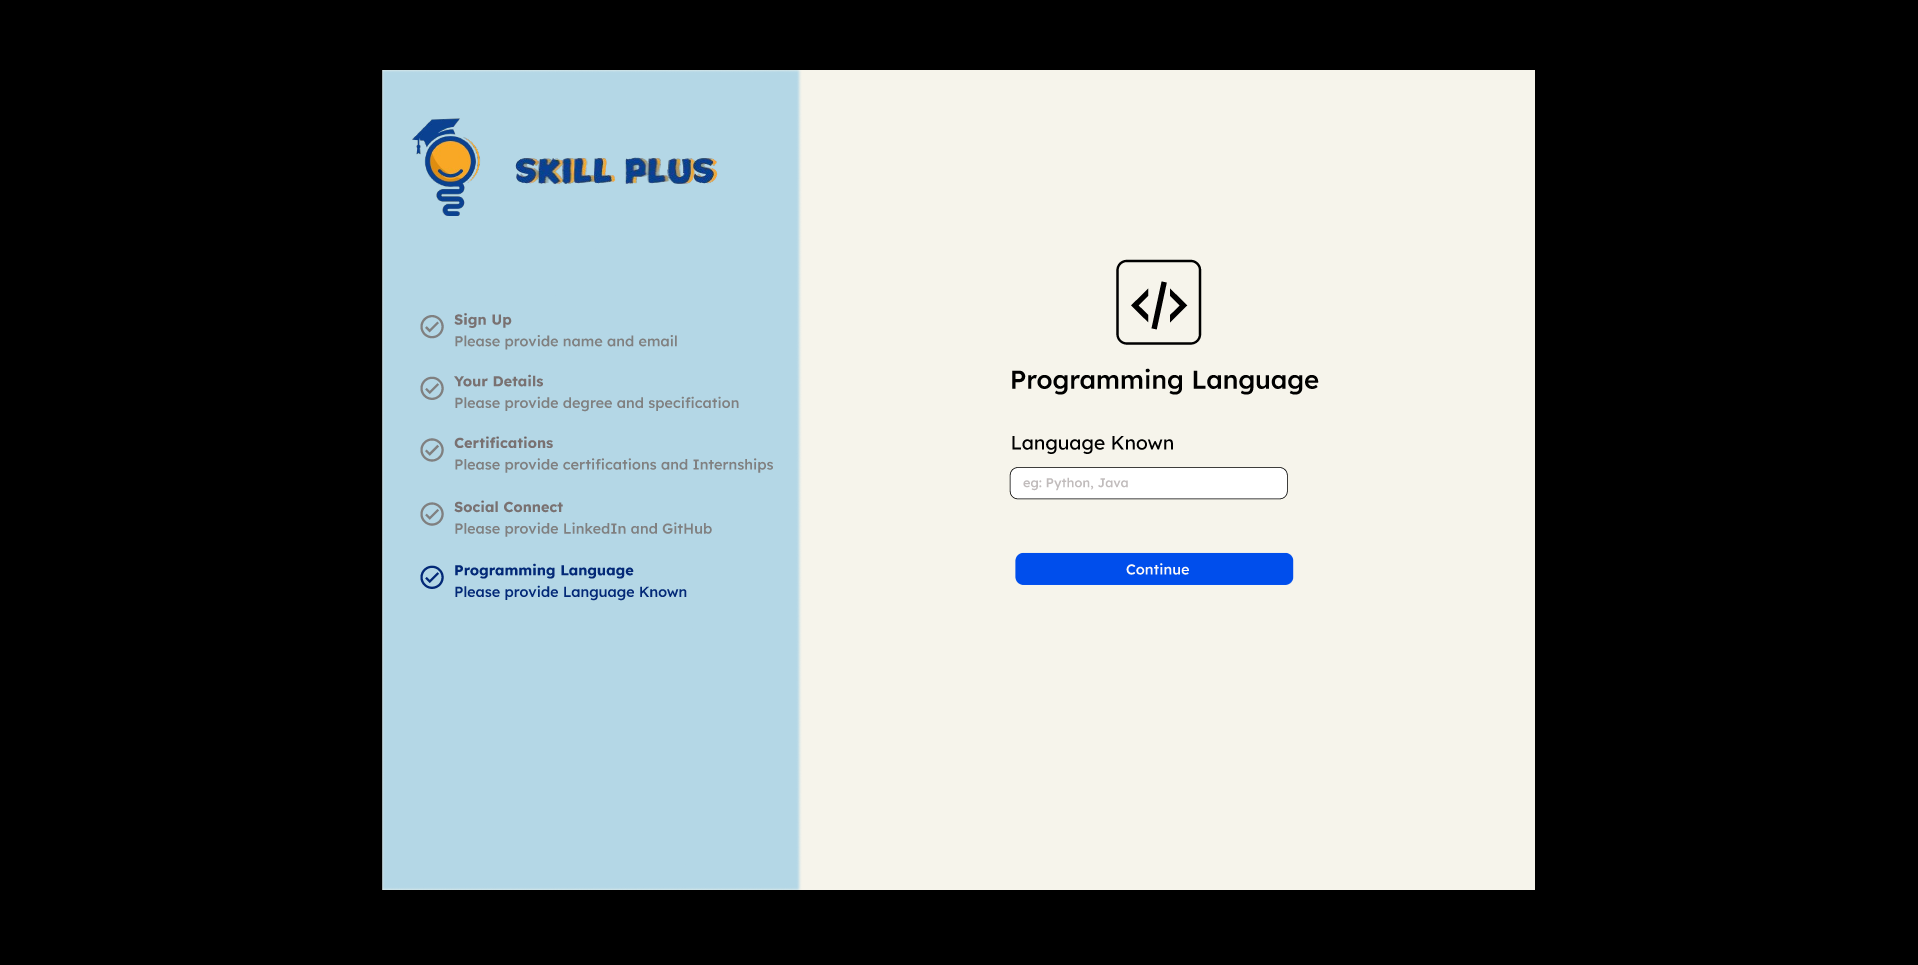 SKILL PLUS
Sign Up
Please provide name and email
Your Details
Please provide degree and specification
Certifications
Please provide certifications and Internships
Social Connect
Please provide LinkedIn and GitHub
Programming Language
Please provide Language Known
</>
Programming Language
Language Known
eg: Python, Java
Continue